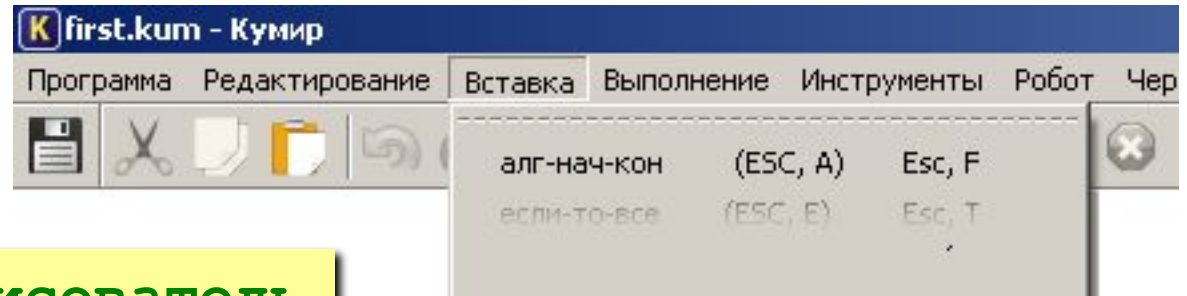 K first.kum - Кумир
Программа Редактирование Вставка Выполнение Инструменты Робот Чер
алг-нач-кон (ESC, А) Esc, F
если-то-все (ESC, Е) Esc, T